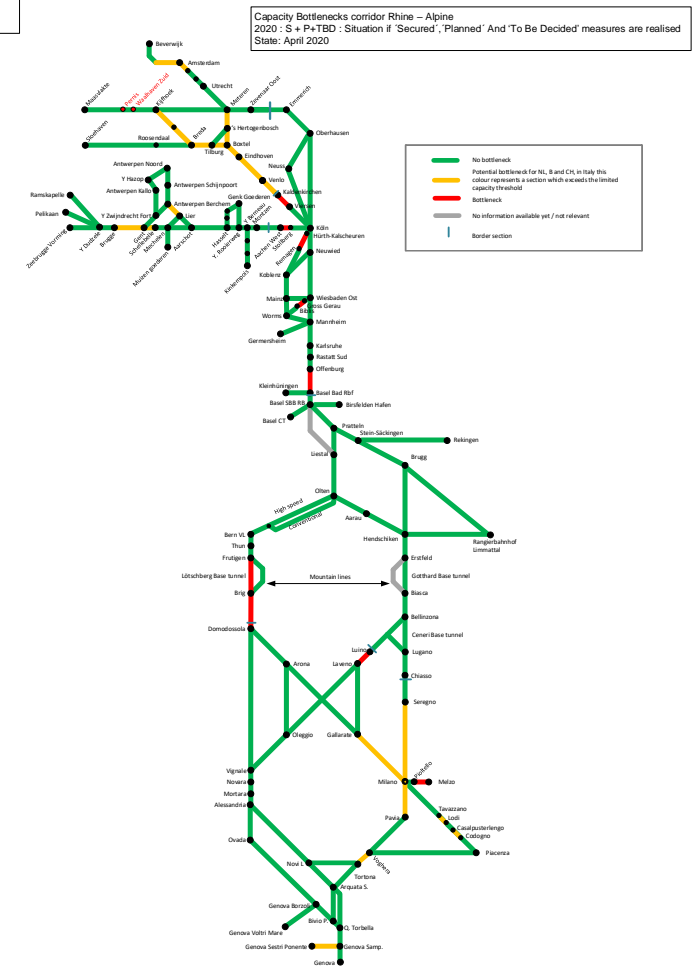 Capacity Bottlenecks corridor Rhine – Alpine
2020 : S + P+TBD : Situation if ´Secured´,´Planned´ And ‘To Be Decided’ measures are realised
State: April 2020
Beverwijk
Amsterdam
Utrecht
Maasvlakte
Pernis
Waalhaven Zuid
Kijfhoek
Meteren
Zevenaar Oost
Emmerich
Sloehaven
Roosendaal
Breda
Tilburg
's Hertogenbosch
Boxtel
Eindhoven
Oberhausen
Neuss
Venlo
Kaldenkirchen
Viersen
Antwerpen Noord
Y Hazop
Antwerpen Schijnpoort
Antwerpen Kallo
Antwerpen Berchem
Y Zwijndrecht Fort
Lier
Genk Goederen
Y Berneau
Montzen
Ramskapelle
Pelikaan
Zeebrugge Vorming
Y Dudzele
Brugge
Gent
Schellebelle
Mechelen
Muizen goederen
Aarschot
Hasselt
Y. Rooierweg
Kinkempois
Aachen West
Stolberg
Köln
Hürth-Kalscheuren
Remagen
Neuwied
Koblenz
Mainz
Wiesbaden Ost
Gross Gerau
Biblis
Worms
Mannheim
Germersheim
Karlsruhe
Rastatt Sud
Offenburg
Kleinhüningen
Basel Bad Rbf
Basel SBB RB
Birsfelden Hafen
Basel CT
Pratteln
Stein-Säckingen
Rekingen
Liestal
Brugg
Olten
High speed
Conventional
Aarau
Bern VL
Hendschiken
Rangierbahnhof
Limmattal
Thun
Frutigen
Erstfeld
Lötschberg Base tunnel
Mountain lines
Gotthard Base tunnel
Brig
Biasca
Bellinzona
Domodossola
Ceneri Base tunnel
Luino
Lugano
Arona
Laveno
Chiasso
Seregno
Oleggio
Gallarate
Vignale
Novara
Milano
Pioltello
Melzo
Mortara
Alessandria
Tavazzano
Lodi
Pavia
Casalpusterlengo
Codogno
Ovada
Piacenza
Novi L
Voghera
Tortona
Arquata S.
Genova Borzoli
Bivio P.
Q. Torbella
Genova Voltri Mare
Genova Sestri Ponente
Genova Samp.
Genova
No bottleneck
Potential bottleneck for NL, B and CH, in Italy this
colour represents a section which exceeds the limited
capacity threshold
Bottleneck
No information available yet / not relevant
Border section